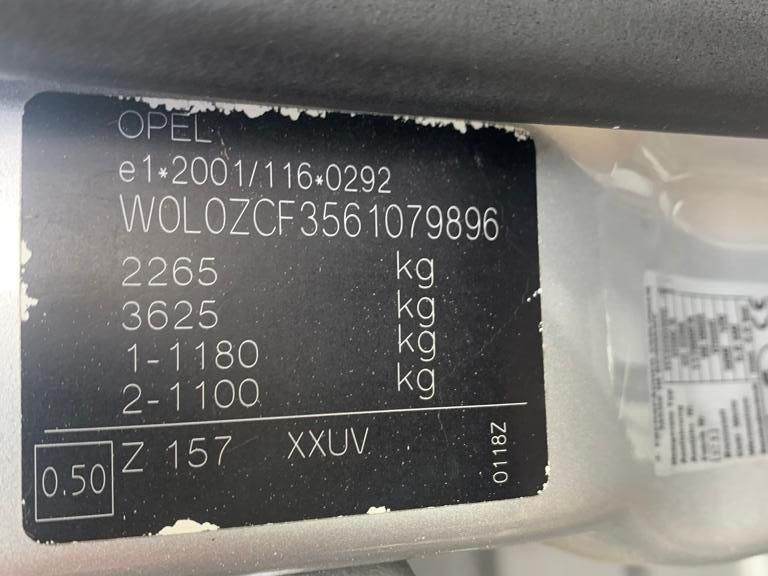 OPEL
e1*2001/116*0292
W0L0ZCF3561079896
2265 kg
3625 kg
1-1180 kg
2-1100 kg
0.50 Z 157 XXUV 0118Z